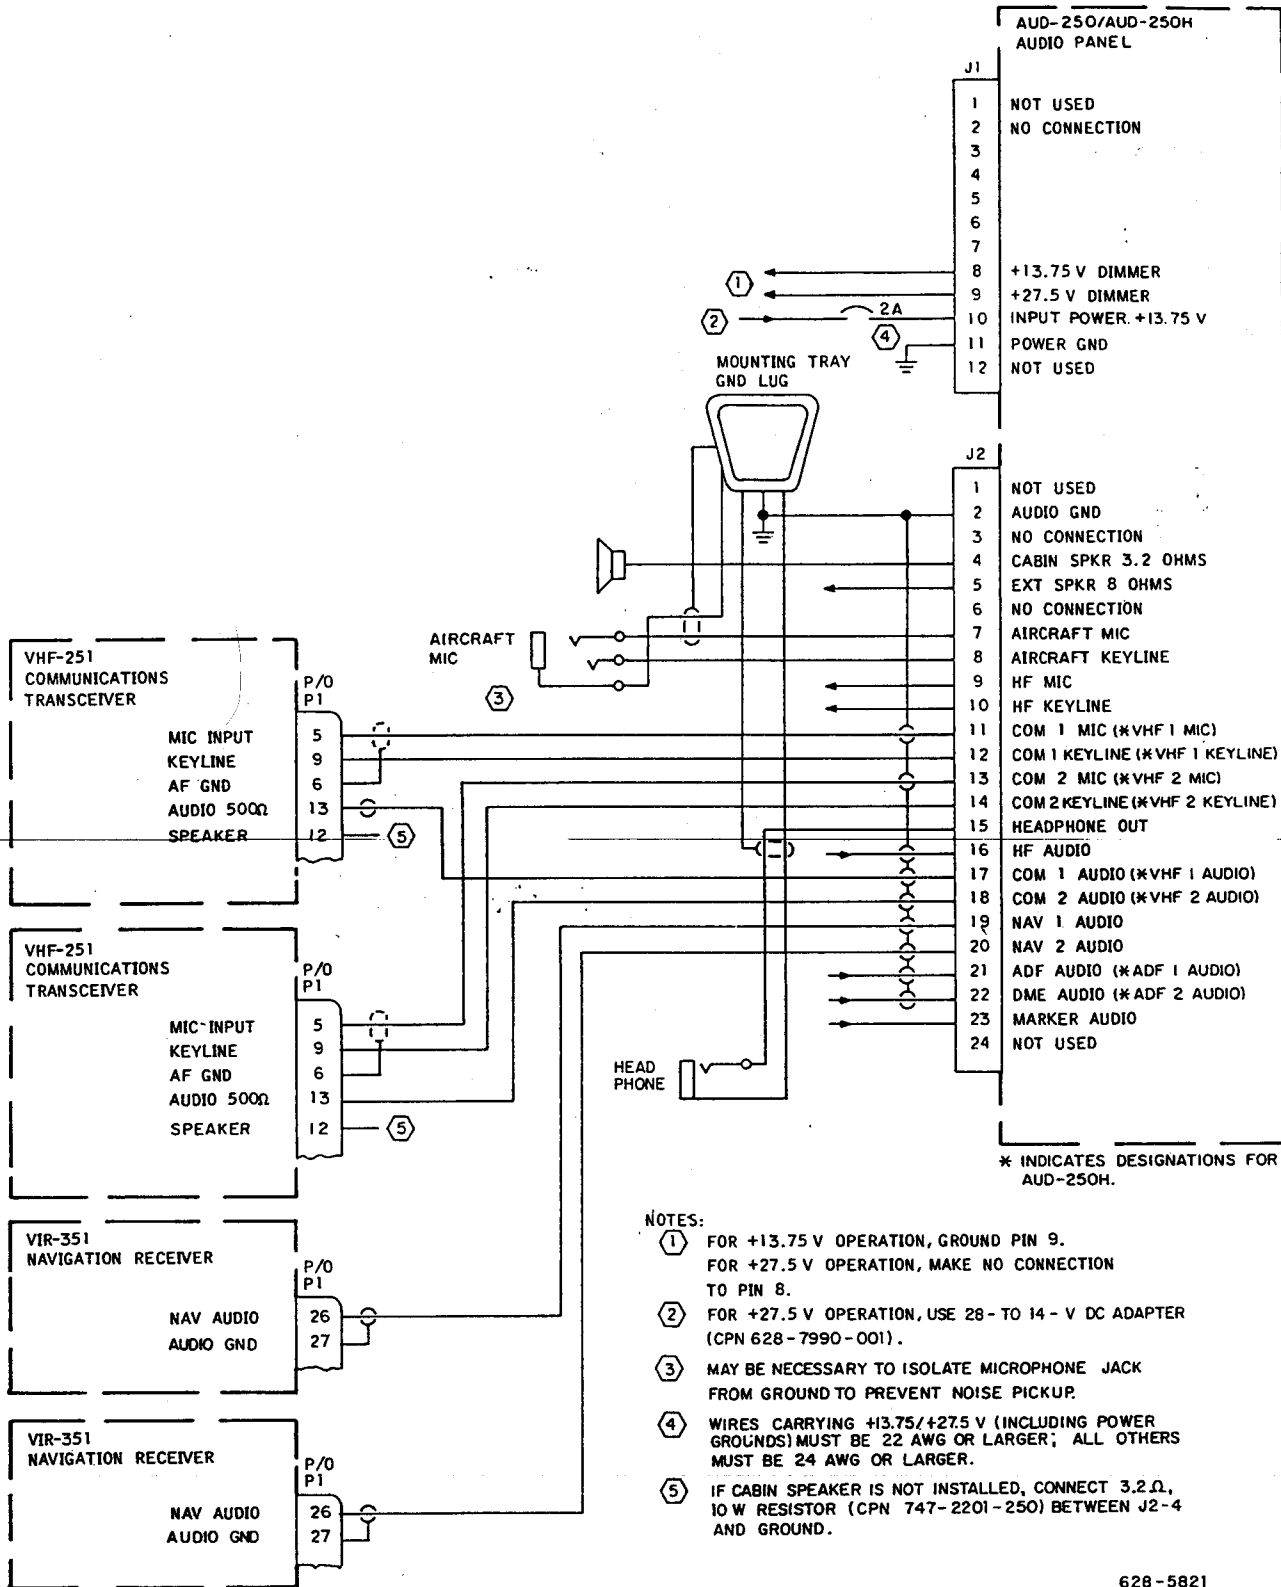 AUD-250/AUD-250H
AUDIO PANEL
J1
1 NOT USED
2 NO CONNECTION
3
4
5
6
7
8 +13.75 V DIMMER
9 +27.5 V DIMMER
10 INPUT POWER. +13.75 V
11 POWER GND
12 NOT USED
1
2
2A
4
MOUNTING TRAY
GND LUG
J2
1 NOT USED
2 AUDIO GND
3 NO CONNECTION
4 CABIN SPKR 3.2 OHMS
5 EXT SPKR 8 OHMS
6 NO CONNECTION
7 AIRCRAFT MIC
8 AIRCRAFT KEYLINE
9 HF MIC
10 HF KEYLINE
11 COM 1 MIC (*VHF 1 MIC)
12 COM 1 KEYLINE (*VHF 1 KEYLINE)
13 COM 2 MIC (*VHF 2 MIC)
14 COM 2 KEYLINE (*VHF 2 KEYLINE)
15 HEADPHONE OUT
16 HF AUDIO
17 COM 1 AUDIO (*VHF 1 AUDIO)
18 COM 2 AUDIO (*VHF 2 AUDIO)
19 NAV 1 AUDIO
20 NAV 2 AUDIO
21 ADF AUDIO (*ADF 1 AUDIO)
22 DME AUDIO (*ADF 2 AUDIO)
23 MARKER AUDIO
24 NOT USED
* INDICATES DESIGNATIONS FOR
AUD-250H.
AIRCRAFT
MIC
3
HEAD
PHONE
VHF-251
COMMUNICATIONS
TRANSCEIVER
P/O
P1
MIC INPUT 5
KEYLINE 9
AF GND 6
AUDIO 500Ω 13
SPEAKER 12 5
VHF-251
COMMUNICATIONS
TRANSCEIVER
P/O
P1
MIC INPUT 5
KEYLINE 9
AF GND 6
AUDIO 500Ω 13
SPEAKER 12 5
VIR-351
NAVIGATION RECEIVER
P/O
P1
NAV AUDIO 26
AUDIO GND 27
VIR-351
NAVIGATION RECEIVER
P/O
P1
NAV AUDIO 26
AUDIO GND 27
NOTES:
1 FOR +13.75 V OPERATION, GROUND PIN 9.
FOR +27.5 V OPERATION, MAKE NO CONNECTION
TO PIN 8.
2 FOR +27.5 V OPERATION, USE 28- TO 14-V DC ADAPTER
(CPN 628-7990-001).
3 MAY BE NECESSARY TO ISOLATE MICROPHONE JACK
FROM GROUND TO PREVENT NOISE PICKUP.
4 WIRES CARRYING +13.75/+27.5 V (INCLUDING POWER
GROUNDS) MUST BE 22 AWG OR LARGER; ALL OTHERS
MUST BE 24 AWG OR LARGER.
5 IF CABIN SPEAKER IS NOT INSTALLED, CONNECT 3.2Ω,
10 W RESISTOR (CPN 747-2201-250) BETWEEN J2-4
AND GROUND.
628-5821